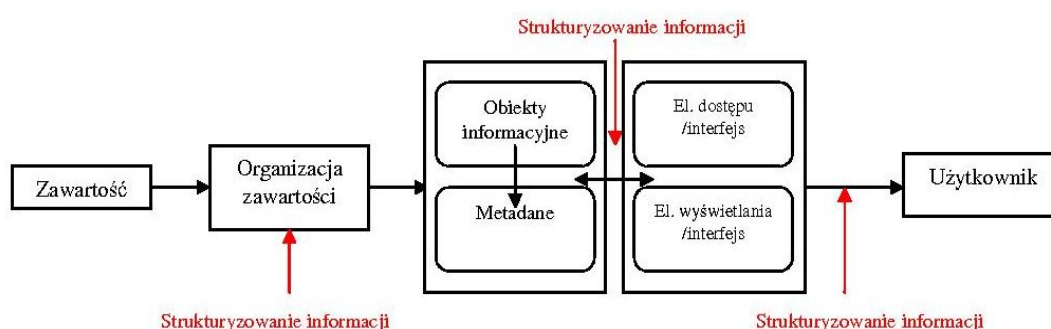 Strukturyzowanie informacji
Obiekty
informacyjne
El. dostępu
/interfejs
Zawartość
Organizacja
zawartości
Użytkownik
Metadane
El. wyświetlania
/interfejs
Strukturyzowanie informacji
Strukturyzowanie informacji